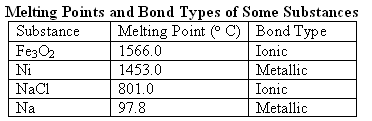 Melting Points and Bond Types of Some Substances
Substance Melting Point (° C) Bond Type
Fe3O2 1566.0 Ionic
Ni 1453.0 Metallic
NaCl 801.0 Ionic
Na 97.8 Metallic